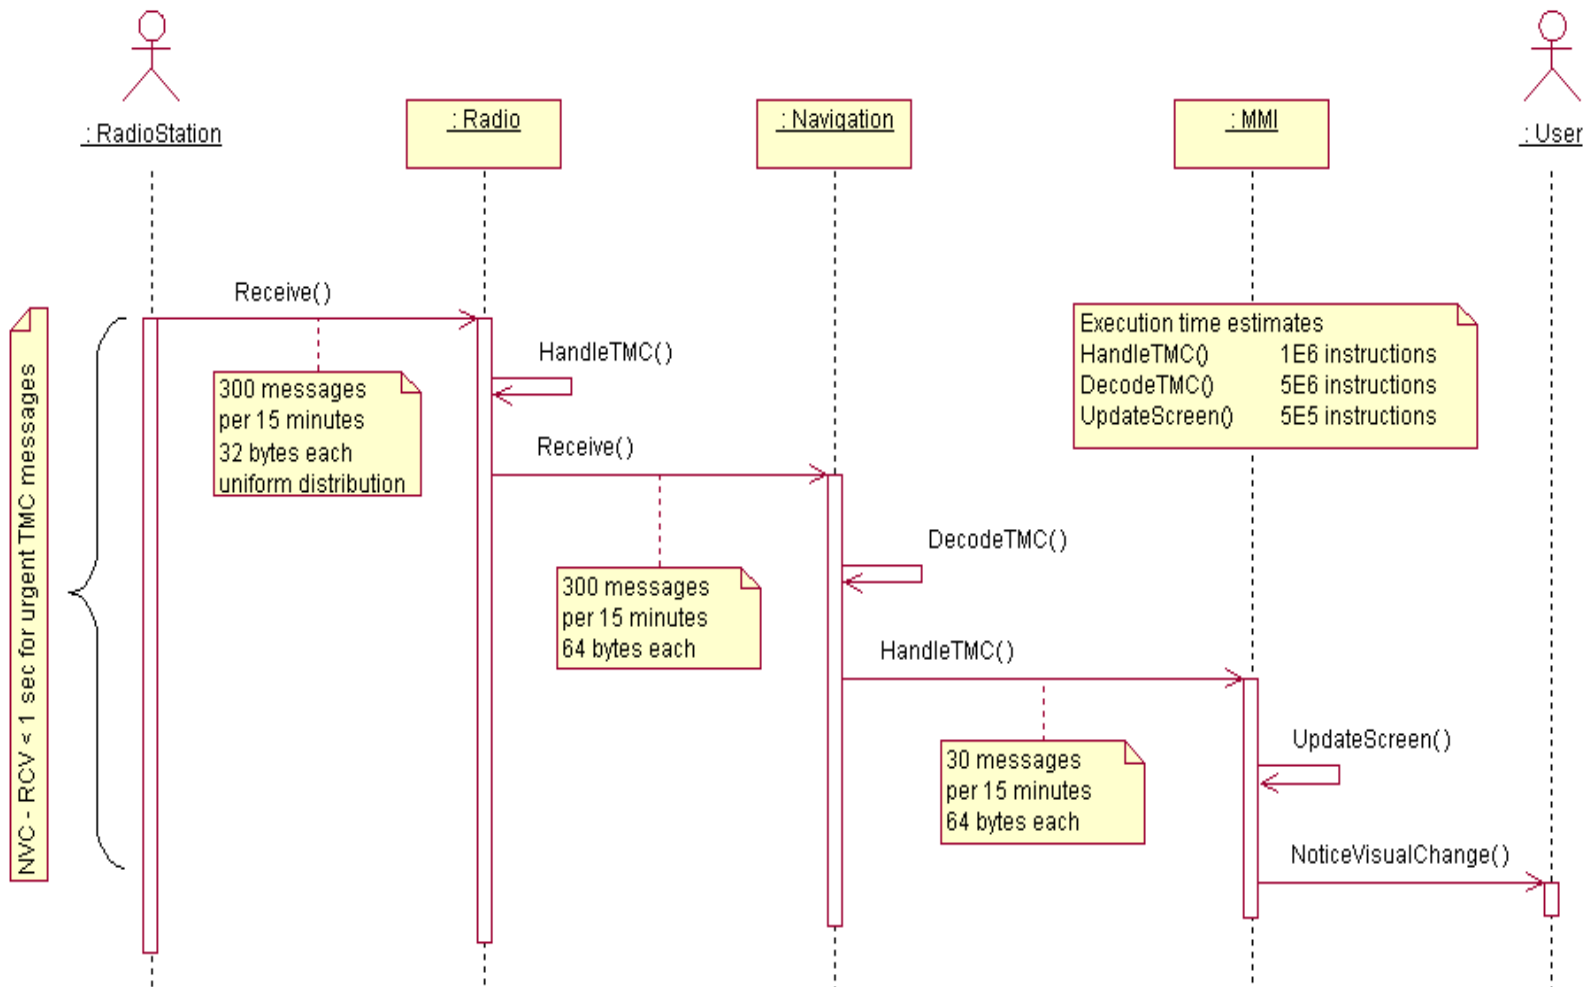 : RadioStation
: Radio
: Navigation
: MMI
: User
NVC - RCV < 1 sec for urgent TMC messages
Receive()
300 messages
per 15 minutes
32 bytes each
uniform distribution
HandleTMC()
Receive()
300 messages
per 15 minutes
64 bytes each
DecodeTMC()
HandleTMC()
30 messages
per 15 minutes
64 bytes each
Execution time estimates
HandleTMC() 1E6 instructions
DecodeTMC() 5E6 instructions
UpdateScreen() 5E5 instructions
UpdateScreen()
NoticeVisualChange()